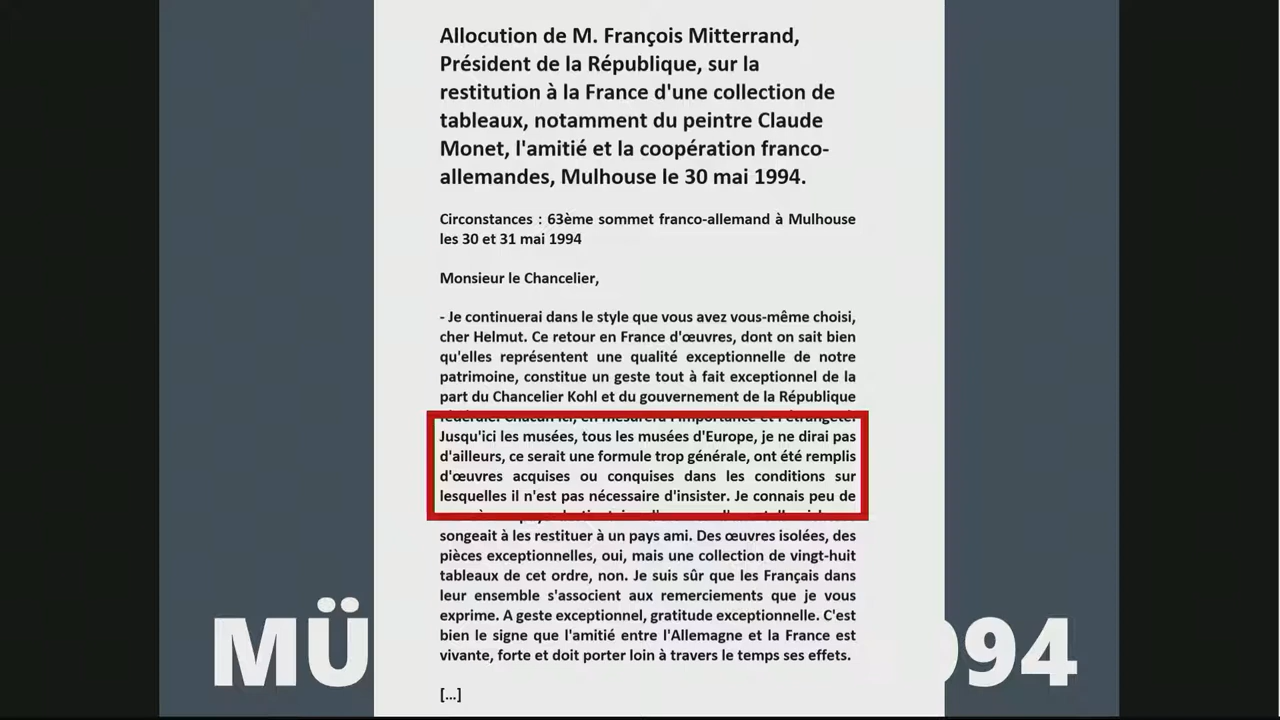 Allocution de M. François Mitterrand,
Président de la République, sur la
restitution à la France d'une collection de
tableaux, notamment du peintre Claude
Monet, l'amitié et la coopération franco-
allemandes, Mulhouse le 30 mai 1994.
Circonstances : 63ème sommet franco-allemand à Mulhouse
les 30 et 31 mai 1994
Monsieur le Chancelier,
- Je continuerai dans le style que vous avez vous-même choisi,
cher Helmut. Ce retour en France d'œuvres, dont on sait bien
qu'elles représentent une qualité exceptionnelle de notre
patrimoine, constitue un geste tout à fait exceptionnel de la
part du Chancelier Kohl et du gouvernement de la République
Jusqu'ici les musées, tous les musées d'Europe, je ne dirai pas
d'ailleurs, ce serait une formule trop générale, ont été remplis
d'œuvres acquises ou conquises dans les conditions sur
lesquelles il n'est pas nécessaire d'insister. Je connais peu de
songeait à les restituer à un pays ami. Des œuvres isolées, des
pièces exceptionnelles, oui, mais une collection de vingt-huit
tableaux de cet ordre, non. Je suis sûr que les Français dans
leur ensemble s'associent aux remerciements que je vous
exprime. A geste exceptionnel, gratitude exceptionnelle. C'est
bien le signe que l'amitié entre l'Allemagne et la France est
vivante, forte et doit porter loin à travers le temps ses effets.
MÜ 994
[...]